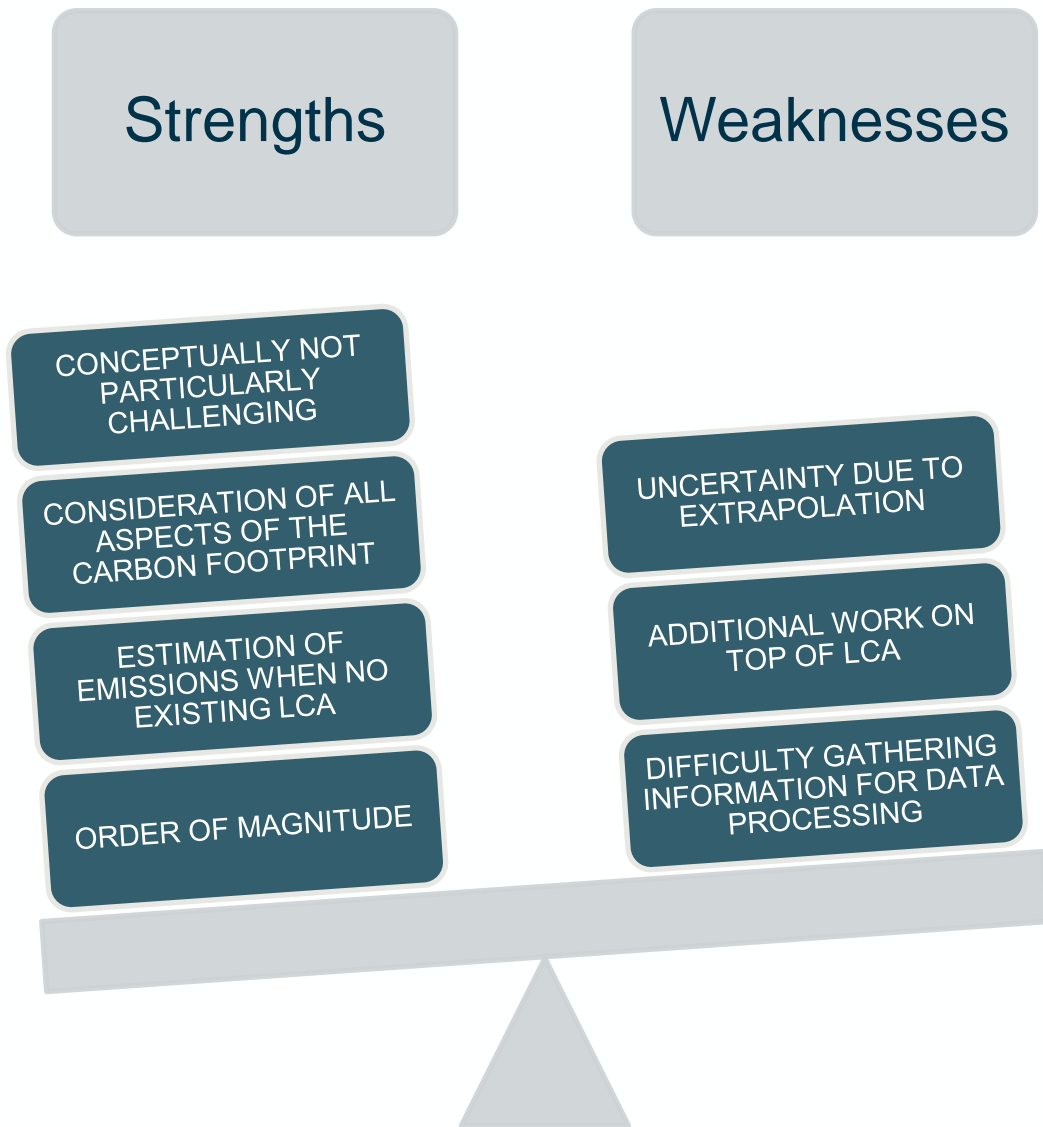 Strengths
Weaknesses
CONCEPTUALLY NOT
PARTICULARLY
CHALLENGING
CONSIDERATION OF ALL
ASPECTS OF THE
CARBON FOOTPRINT
ESTIMATION OF
EMISSIONS WHEN NO
EXISTING LCA
ORDER OF MAGNITUDE
UNCERTAINTY DUE TO
EXTRAPOLATION
ADDITIONAL WORK ON
TOP OF LCA
DIFFICULTY GATHERING
INFORMATION FOR DATA
PROCESSING